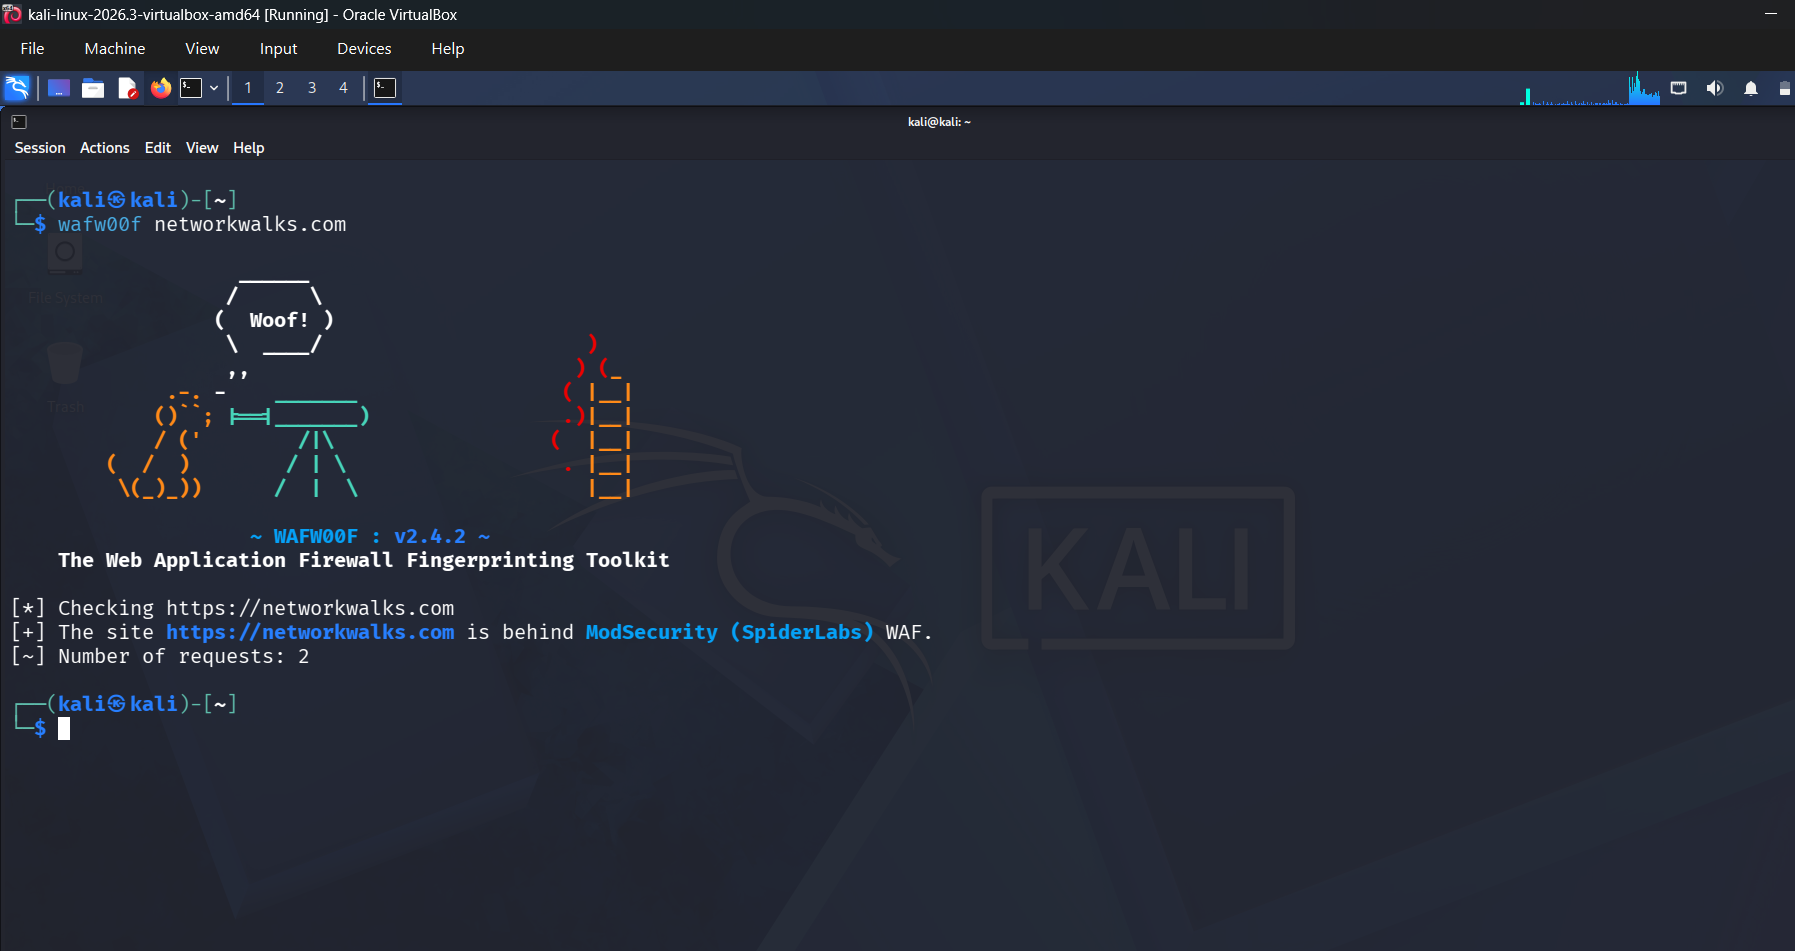 kali-linux-2026.3-virtualbox-amd64 [Running] - Oracle VirtualBox
File Machine View Input Devices Help
1 2 3 4
kali@kali: ~
Session Actions Edit View Help
┌──(kali㉿kali)-[~]
└─$ wafw00f networkwalks.com
File System
Woof!
Trash
~ WAFW00F : v2.4.2 ~
The Web Application Firewall Fingerprinting Toolkit
[*] Checking https://networkwalks.com
[+] The site https://networkwalks.com is behind ModSecurity (SpiderLabs) WAF.
[~] Number of requests: 2
KALI
┌──(kali㉿kali)-[~]
└─$